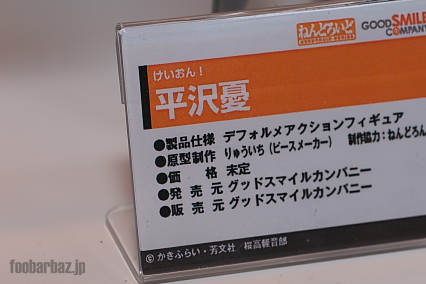 ねんどろいど GOOD SMILE COMPANY
けいおん!
平沢憂
●製品仕様 デフォルメアクションフィギュア
●原型制作 りゅういち (ピースメーカー) 制作協力:ねんどろん
●価 格 未定
●発 売 元 グッドスマイルカンパニー
●販 売 元 グッドスマイルカンパニー
© かきふらい・芳文社/桜高軽音部
foobarbaz.jp